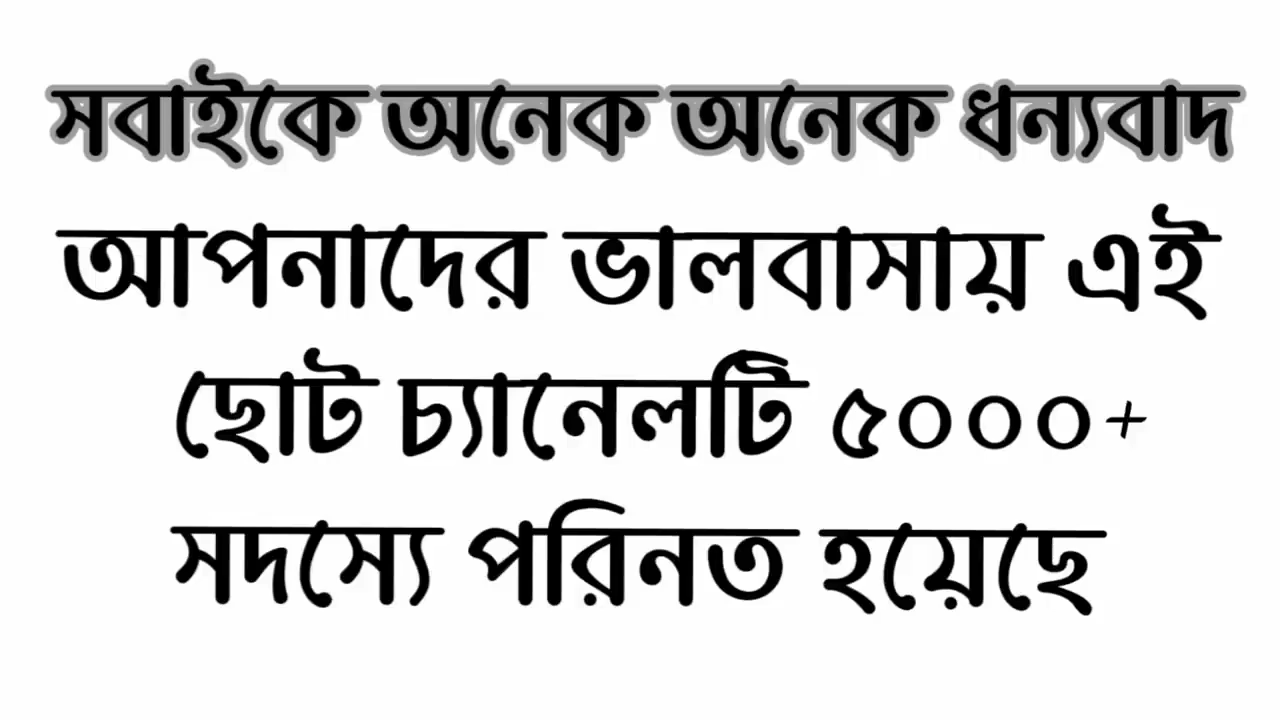 সবাইকে অনেক অনেক ধন্যবাদ
আপনাদের ভালবাসায় এই
ছোট চ্যানেলটি ৫০০০+
সদস্যে পরিনত হয়েছে